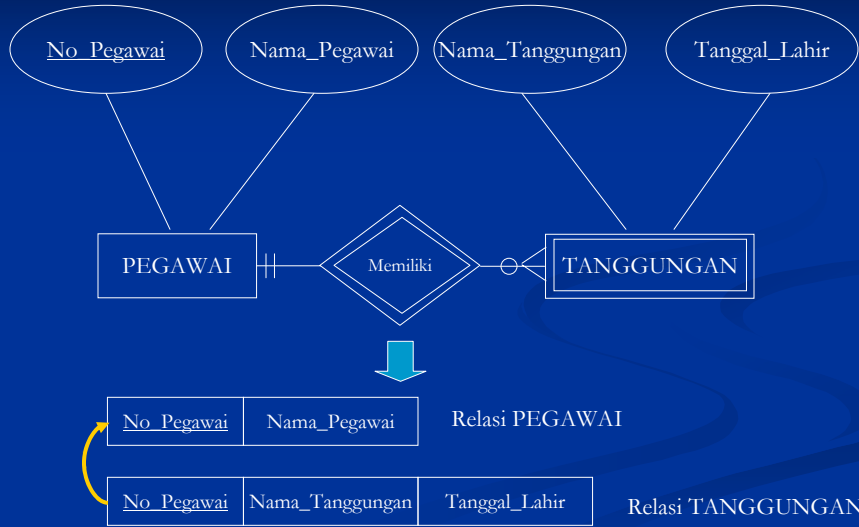 No_Pegawai
Nama_Pegawai
Nama_Tanggungan
Tanggal_Lahir
PEGAWAI
Memiliki
TANGGUNGAN
No_Pegawai
Nama_Pegawai
Relasi PEGAWAI
No_Pegawai
Nama_Tanggungan
Tanggal_Lahir
Relasi TANGGUNGAN